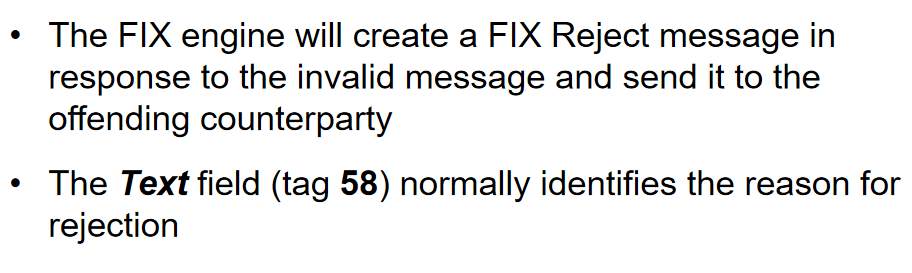 • The FIX engine will create a FIX Reject message in
response to the invalid message and send it to the
offending counterparty
• The Text field (tag 58) normally identifies the reason for
rejection